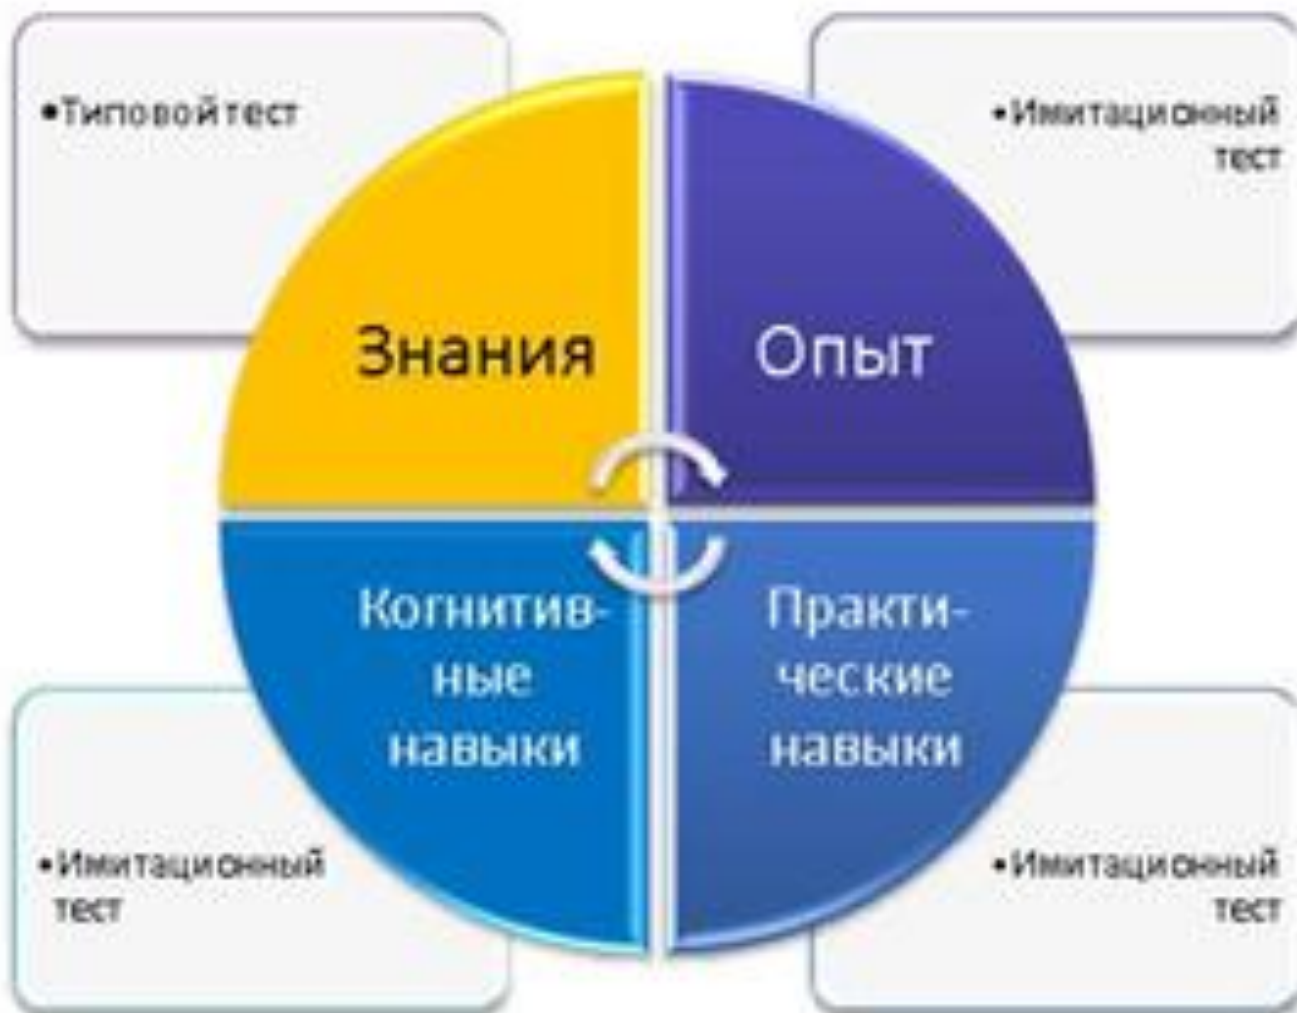 •Типовой тест
•Имитационный
тест
Знания
Опыт
Когнитив-
ные
навыки
Практи-
ческие
навыки
•Имитационный
тест
•Имитационный
тест